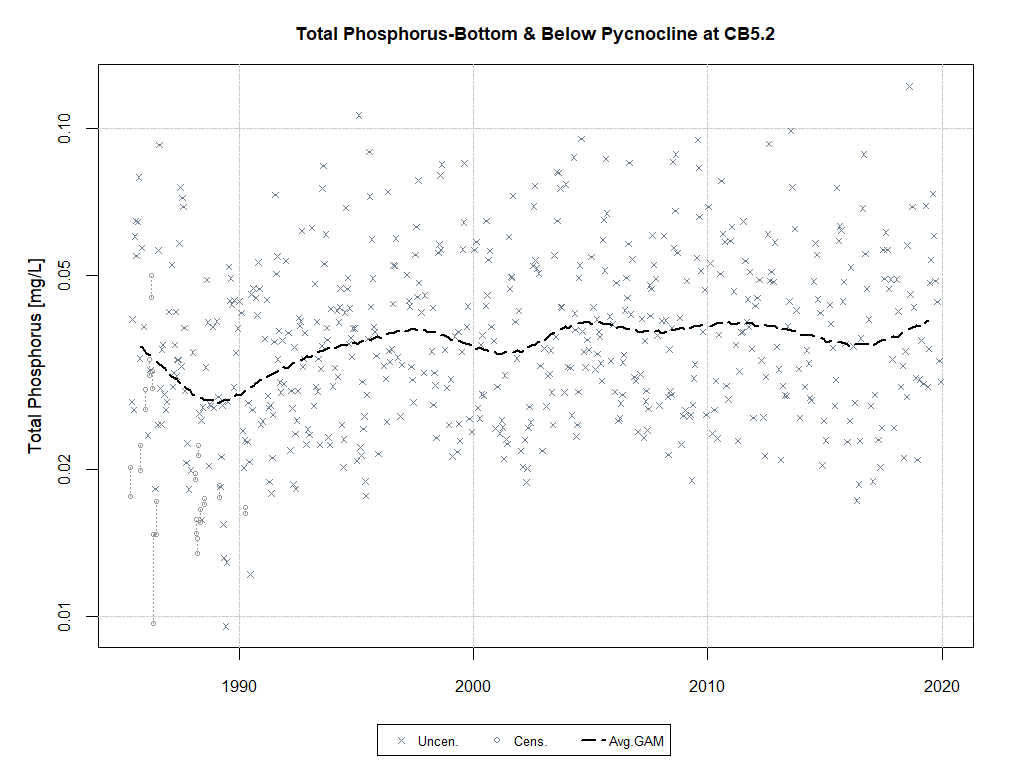 Total Phosphorus-Bottom & Below Pycnocline at CB5.2
Total Phosphorus [mg/L]
0.10
0.05
0.02
0.01
1990 2000 2010 2020
Uncen. Cens. Avg.GAM